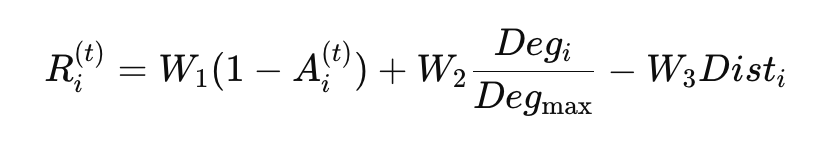 R_i^{(t)} = W_1(1 - A_i^{(t)}) + W_2 \frac{Deg_i}{Deg_{\max}} - W_3 Dist_i